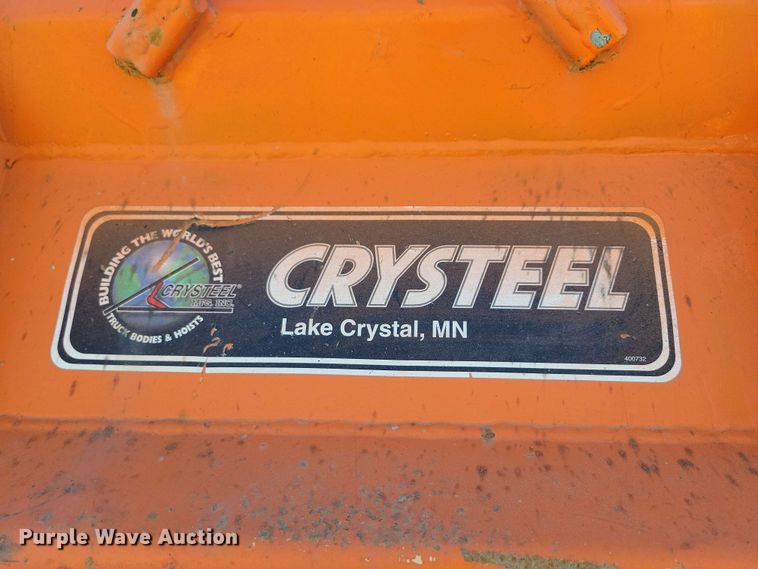 BUILDING THE WORLD'S BEST
CRYSTEEL®
MFG. INC.
TRUCK BODIES & HOISTS
CRYSTEEL
Lake Crystal, MN
400732
Purple Wave Auction